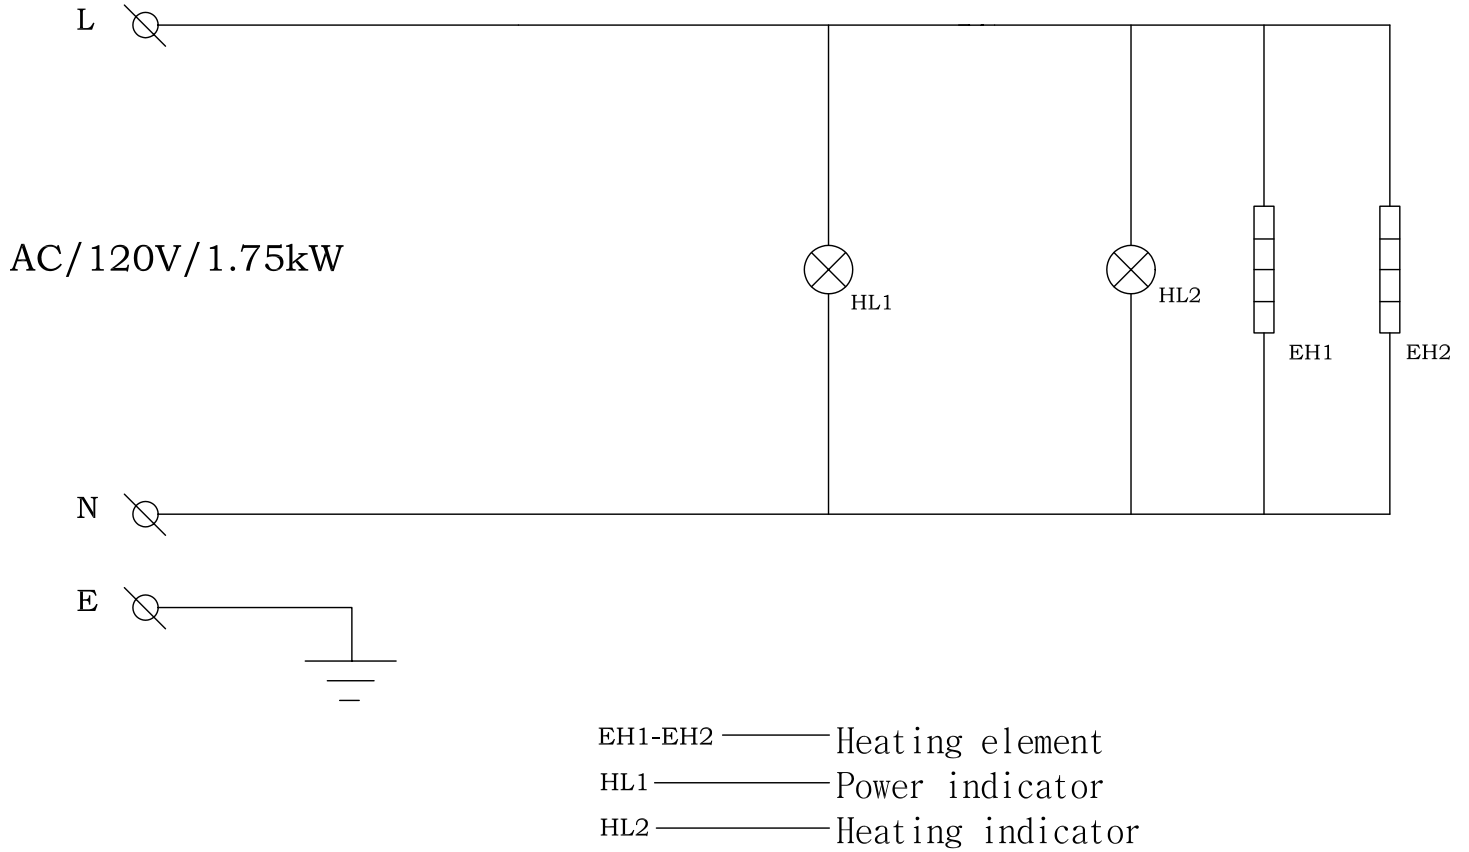 L
AC/120V/1.75kW
HL1
HL2
EH1
EH2
N
E
EH1-EH2 Heating element
HL1 Power indicator
HL2 Heating indicator